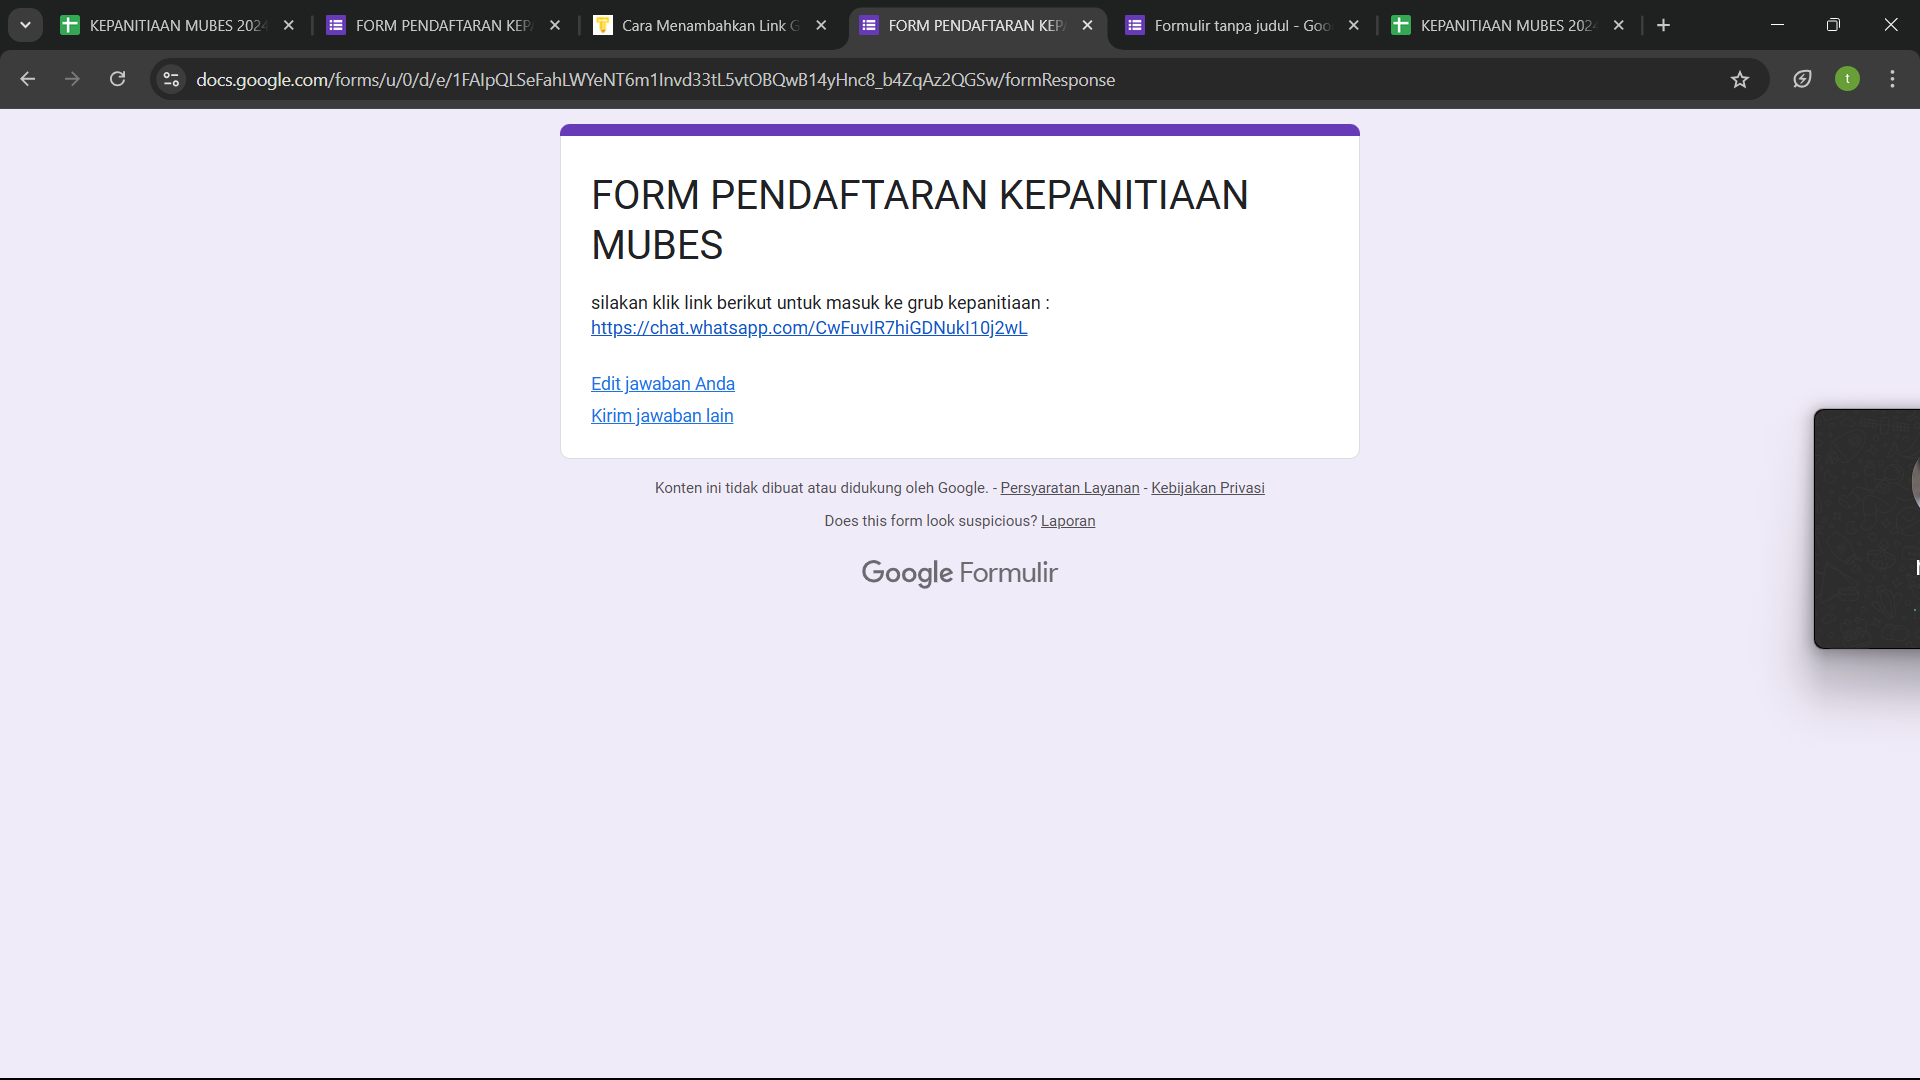 KEPANITIAAN MUBES 2024
FORM PENDAFTARAN KEPA
Cara Menambahkan Link G
FORM PENDAFTARAN KEPA
Formulir tanpa judul - Goo
KEPANITIAAN MUBES 2024
docs.google.com/forms/u/0/d/e/1FAIpQLSeFahLWYeNT6m1Invd33tL5vtOBQwB14yHnc8_b4ZqAz2QGSw/formResponse
t
FORM PENDAFTARAN KEPANITIAAN
MUBES
silakan klik link berikut untuk masuk ke grub kepanitiaan :
https://chat.whatsapp.com/CwFuvIR7hiGDNukI10j2wL
Edit jawaban Anda
Kirim jawaban lain
Konten ini tidak dibuat atau didukung oleh Google. - Persyaratan Layanan - Kebijakan Privasi
Does this form look suspicious? Laporan
Google Formulir